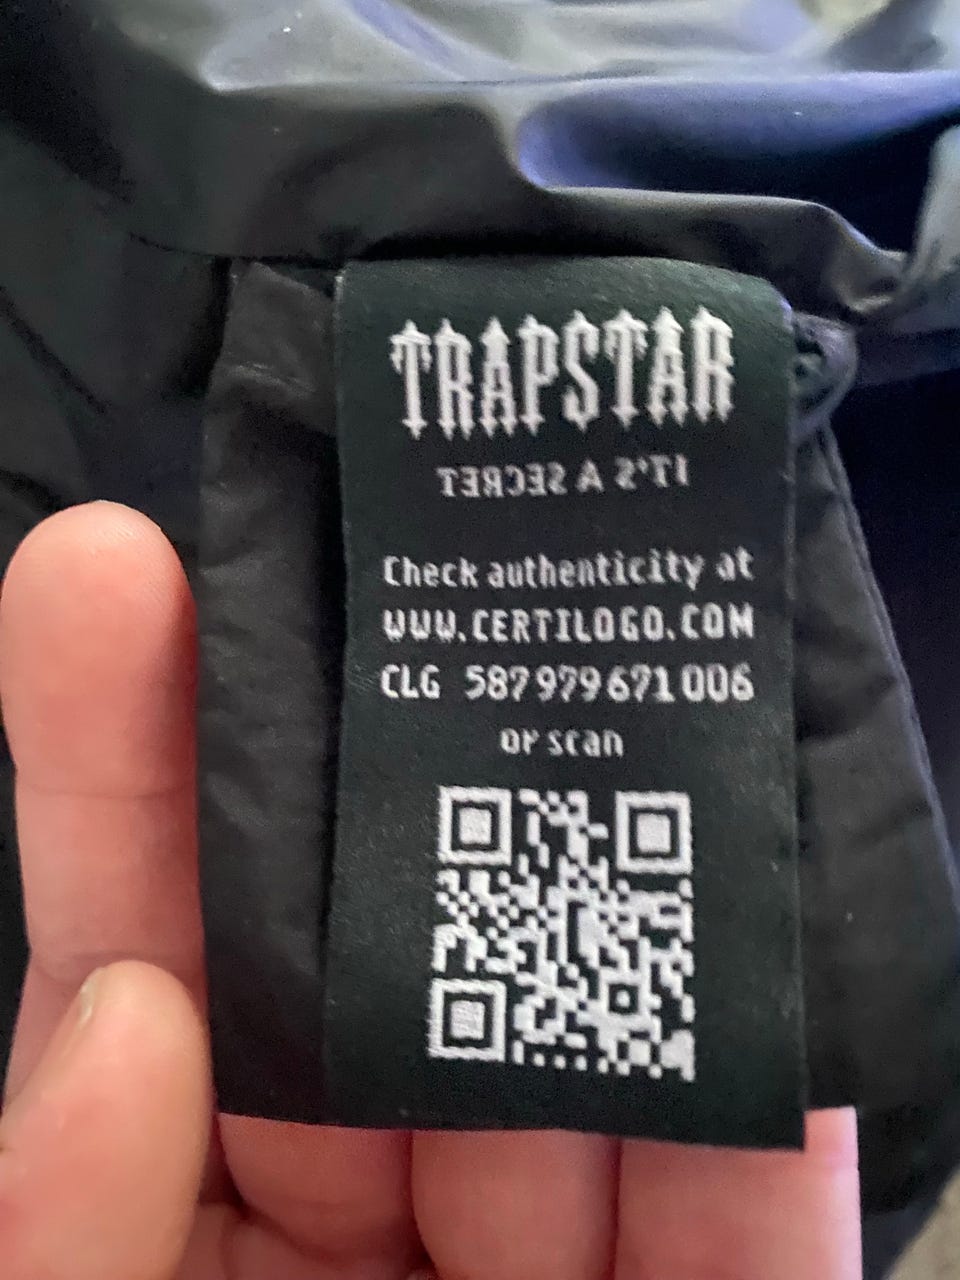 TRAPSTAR
IT'S A SECRET
Check authenticity at
WWW.CERTILOGO.COM
CLG 587979671006
or scan